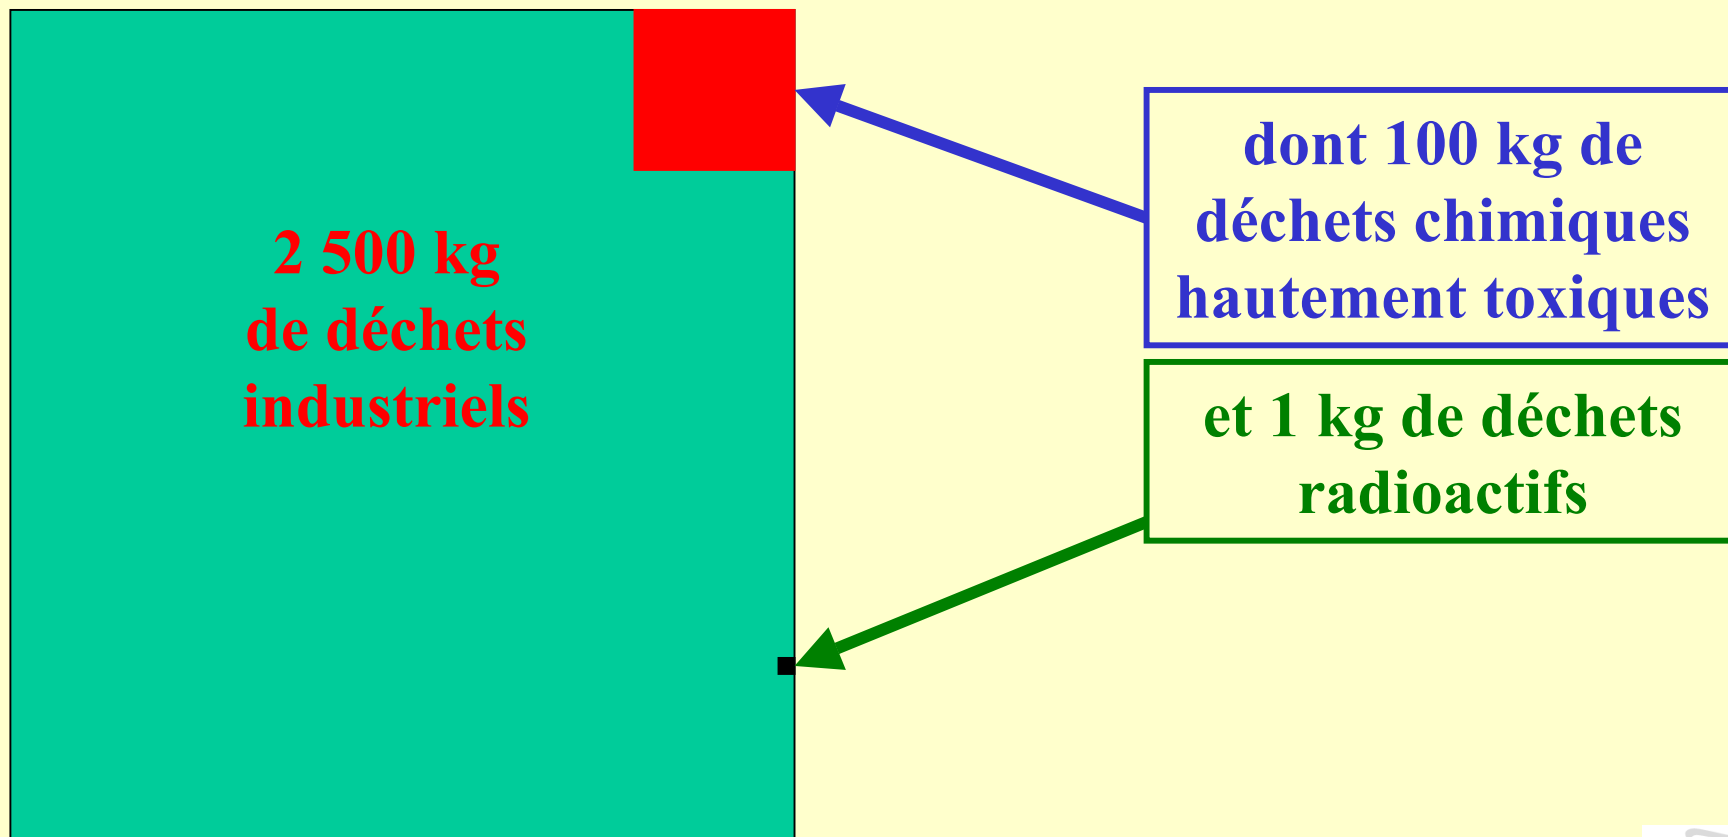 2 500 kg
de déchets
industriels
dont 100 kg de
déchets chimiques
hautement toxiques
et 1 kg de déchets
radioactifs